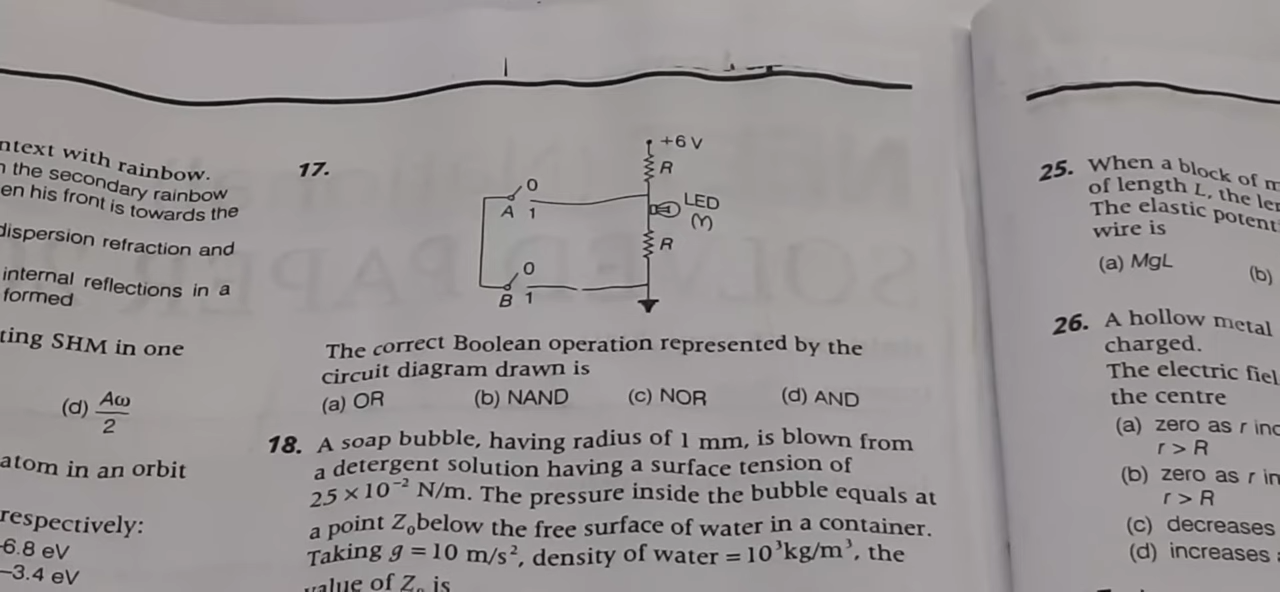 ntext with rainbow.
the secondary rainbow
en his front is towards the
dispersion refraction and
internal reflections in a
formed
ting SHM in one
(d) Aω
2
atom in an orbit
respectively:
-6.8 eV
-3.4 eV
17.
+6 V
R
0
A 1
LED
(Y)
R
0
B 1
The correct Boolean operation represented by the
circuit diagram drawn is
(a) OR (b) NAND (c) NOR (d) AND
18. A soap bubble, having radius of 1 mm, is blown from
a detergent solution having a surface tension of
2.5 × 10⁻² N/m. The pressure inside the bubble equals at
a point Z₀ below the free surface of water in a container.
Taking g = 10 m/s², density of water = 10³ kg/m³, the
value of Z₀ is
25. When a block of m
of length L, the len
The elastic potent
wire is
(a) MgL (b)
26. A hollow metal
charged.
The electric fiel
the centre
(a) zero as r inc
r > R
(b) zero as r in
r > R
(c) decreases
(d) increases